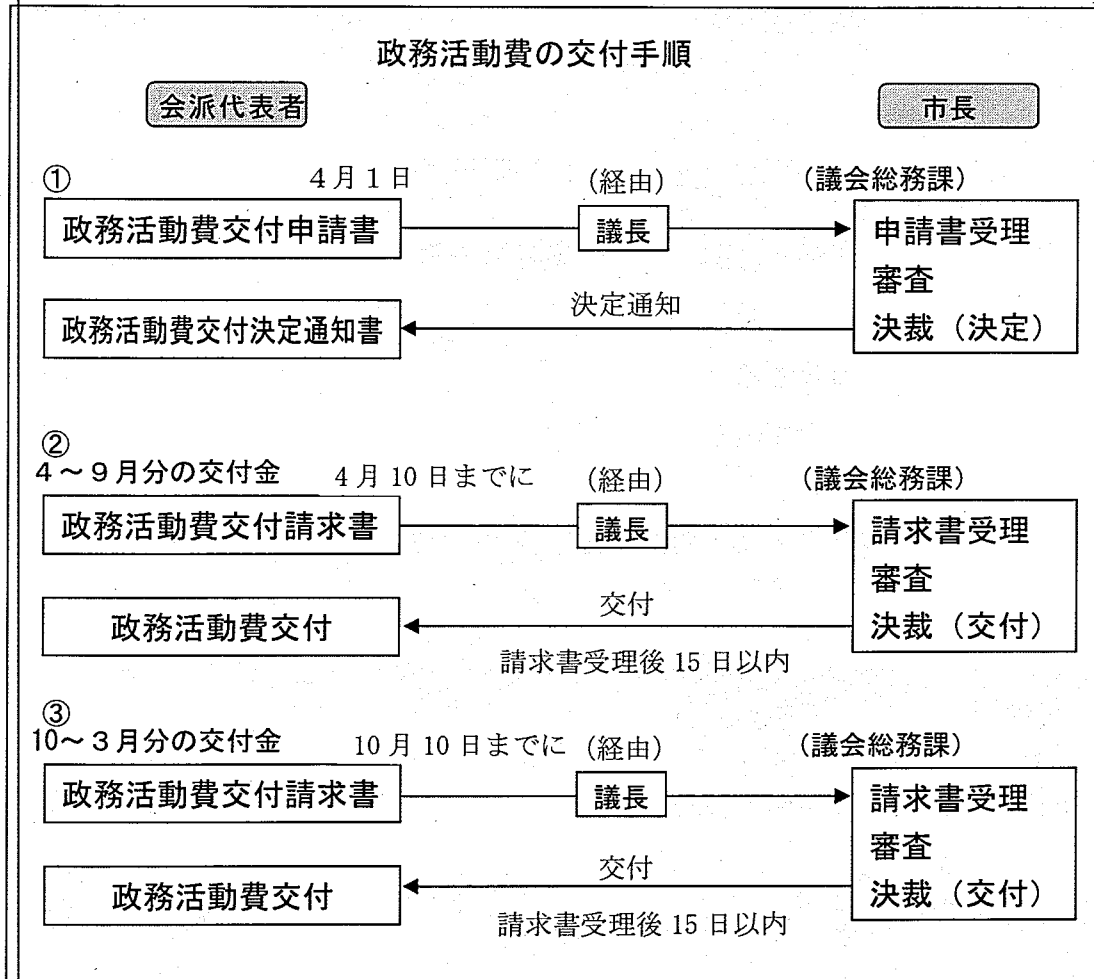 政務活動費の交付手順
会派代表者
市長
①
4月1日
(経由)
(議会総務課)
政務活動費交付申請書
議長
申請書受理
審査
決裁(決定)
決定通知
政務活動費交付決定通知書
②
4~9月分の交付金
4月10日までに
(経由)
(議会総務課)
政務活動費交付請求書
議長
請求書受理
審査
決裁(交付)
交付
政務活動費交付
請求書受理後15日以内
③
10~3月分の交付金
10月10日までに
(経由)
(議会総務課)
政務活動費交付請求書
議長
請求書受理
審査
決裁(交付)
交付
政務活動費交付
請求書受理後15日以内